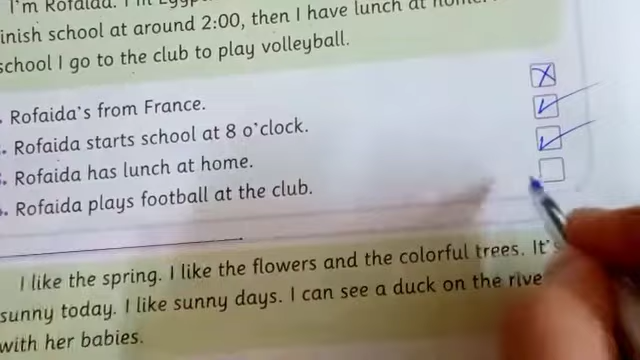 I'm Rofaida. I'm
finish school at around 2:00, then I have lunch at home.
school I go to the club to play volleyball.
Rofaida's from France.
Rofaida starts school at 8 o'clock.
Rofaida has lunch at home.
Rofaida plays football at the club.
I like the spring. I like the flowers and the colorful trees. It's
sunny today. I like sunny days. I can see a duck on the
with her babies.